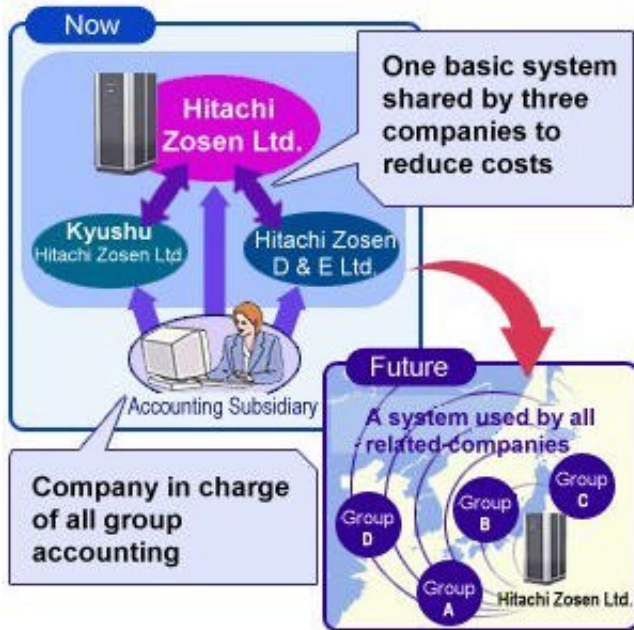 Now
Hitachi
Zosen Ltd.
One basic system
shared by three
companies to
reduce costs
Kyushu
Hitachi Zosen Ltd
Hitachi Zosen
D & E Ltd.
Accounting Subsidiary
Company in charge
of all group
accounting
Future
A system used by all
related companies
Group
C
Group
B
Group
D
Group
A
Hitachi Zosen Ltd.